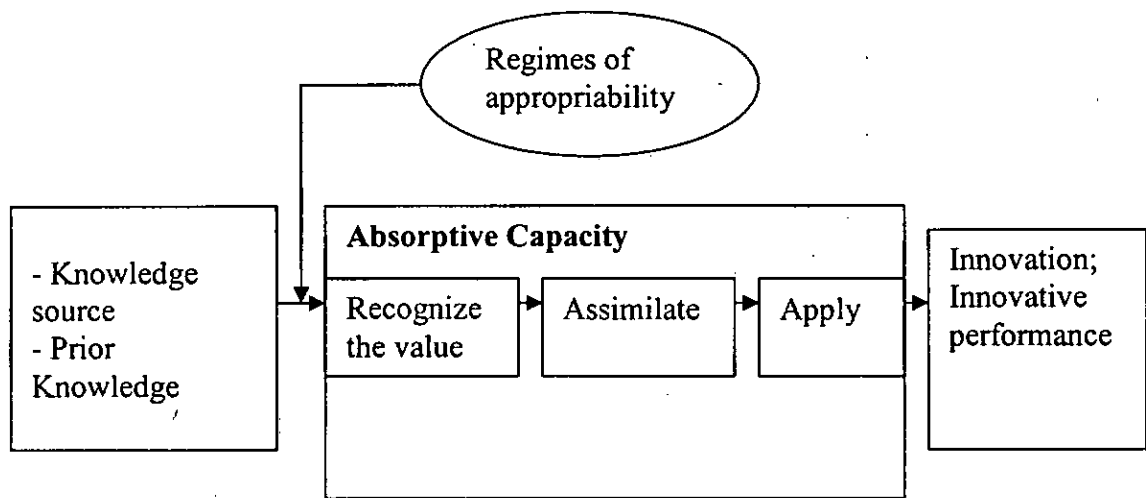 Regimes of
appropriability
- Knowledge
source
- Prior
Knowledge
Absorptive Capacity
Recognize
the value
Assimilate
Apply
Innovation;
Innovative
performance